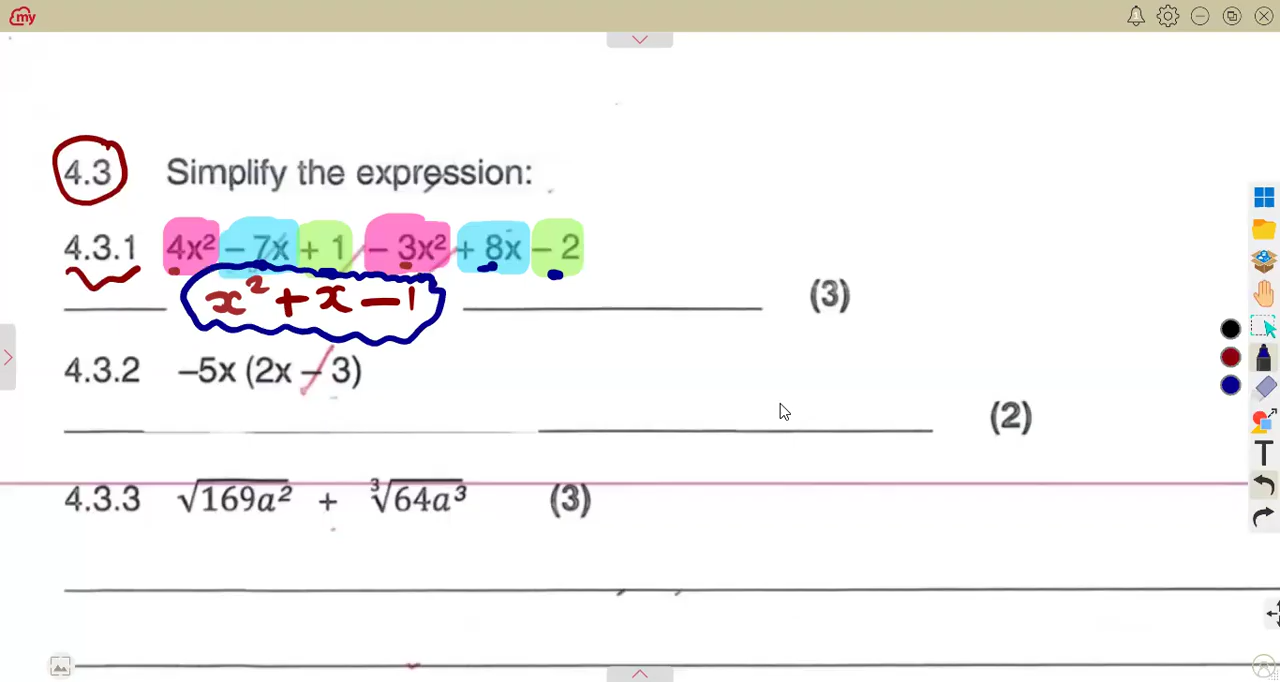 my
4.3 Simplify the expression:
4.3.1 4x² – 7x + 1 – 3x² + 8x – 2
x² + x – 1 (3)
4.3.2 –5x (2x – 3)
(2)
4.3.3 √169a² + ∛64a³ (3)
T